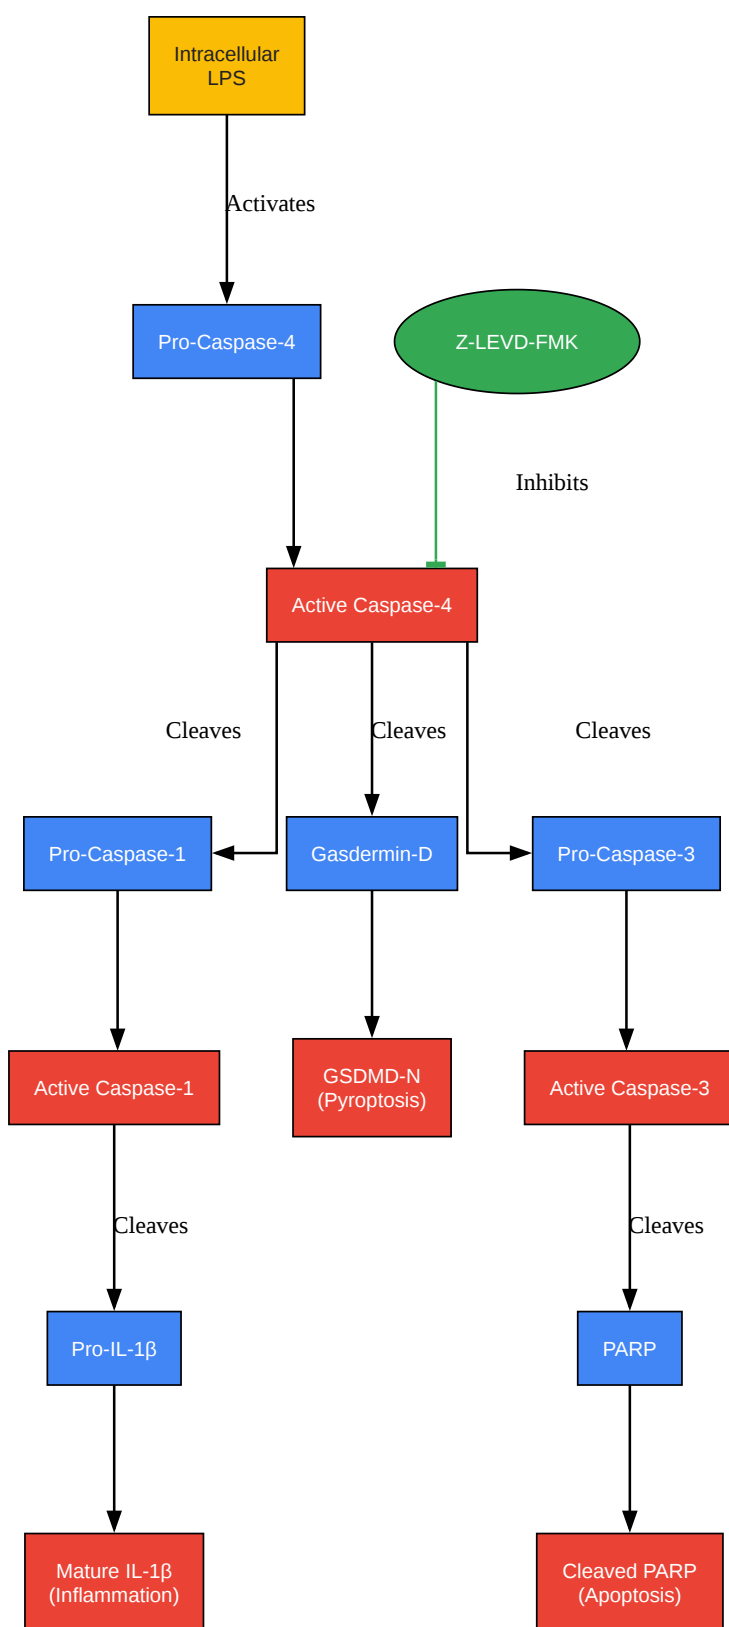 Intracellular
LPS
Activates
Pro-Caspase-4
Z-LEVD-FMK
Inhibits
Active Caspase-4
Cleaves
Cleaves
Cleaves
Pro-Caspase-1
Gasdermin-D
Pro-Caspase-3
Active Caspase-1
GSDMD-N
(Pyroptosis)
Active Caspase-3
Cleaves
Cleaves
Pro-IL-1β
PARP
Mature IL-1β
(Inflammation)
Cleaved PARP
(Apoptosis)